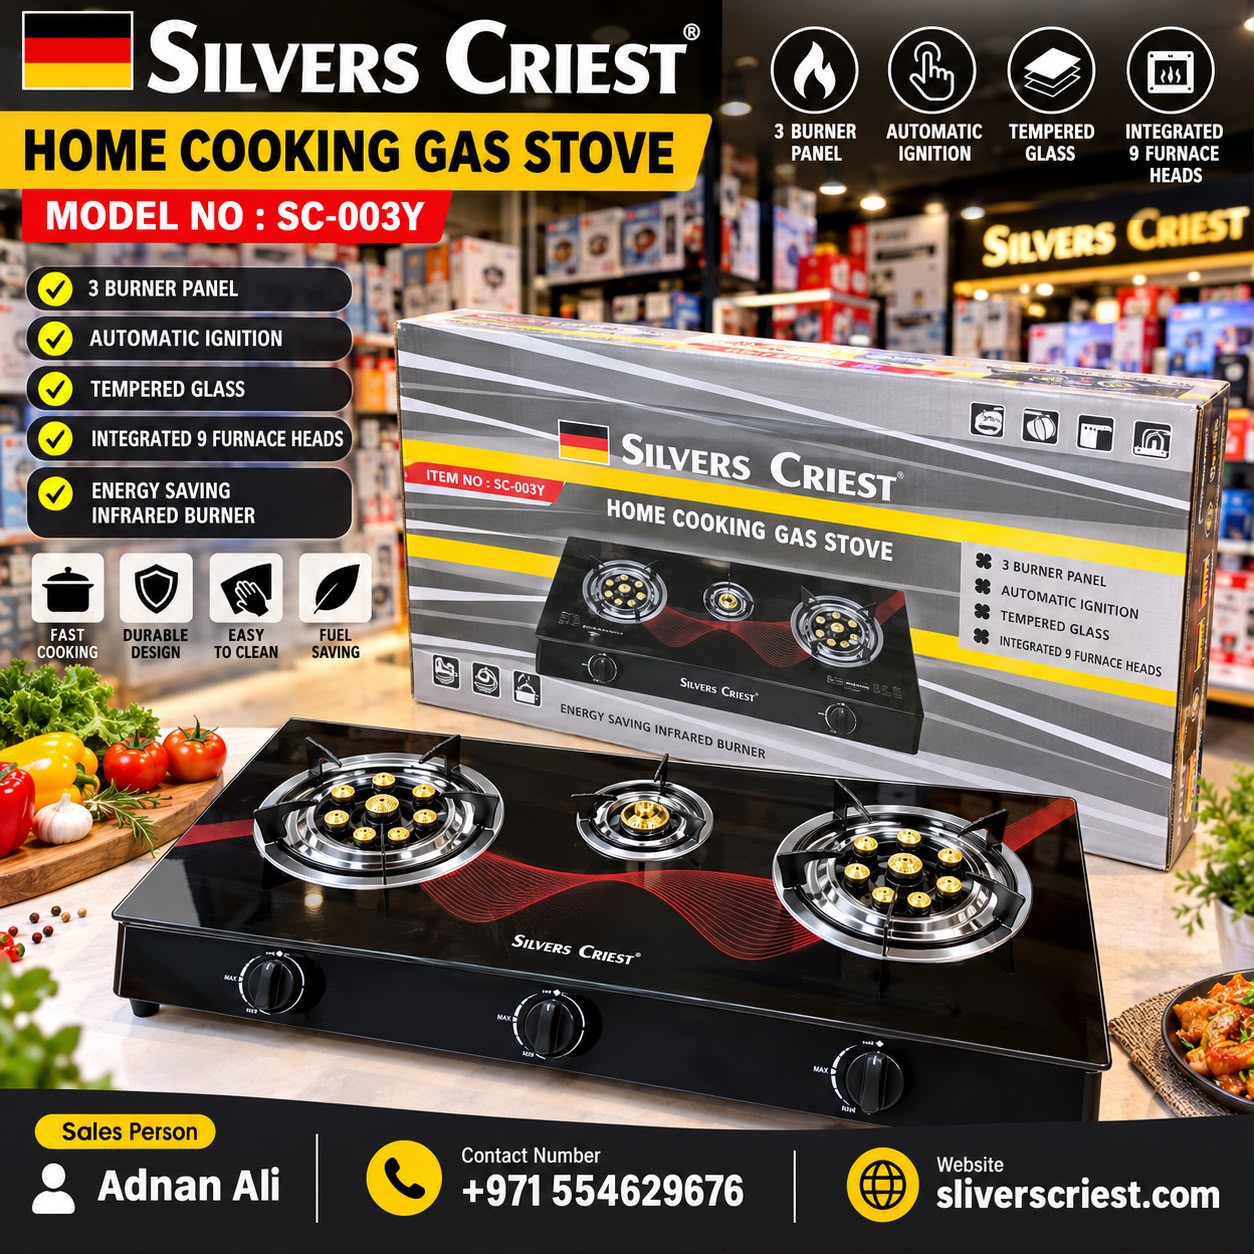 SILVERS CRIEST®
HOME COOKING GAS STOVE
MODEL NO : SC-003Y
3 BURNER PANEL
AUTOMATIC IGNITION
TEMPERED GLASS
INTEGRATED 9 FURNACE HEADS
SILVERS CRIEST
3 BURNER PANEL
AUTOMATIC IGNITION
TEMPERED GLASS
INTEGRATED 9 FURNACE HEADS
ENERGY SAVING
INFRARED BURNER
FAST
COOKING
DURABLE
DESIGN
EASY
TO CLEAN
FUEL
SAVING
SILVERS CRIEST®
ITEM NO : SC-003Y
HOME COOKING GAS STOVE
3 BURNER PANEL
AUTOMATIC IGNITION
TEMPERED GLASS
INTEGRATED 9 FURNACE HEADS
SILVERS CRIEST®
ENERGY SAVING INFRARED BURNER
SILVERS CRIEST®
MAX
MAX
MAX
Sales Person
Adnan Ali
Contact Number
+971 554629676
Website
sliverscriest.com